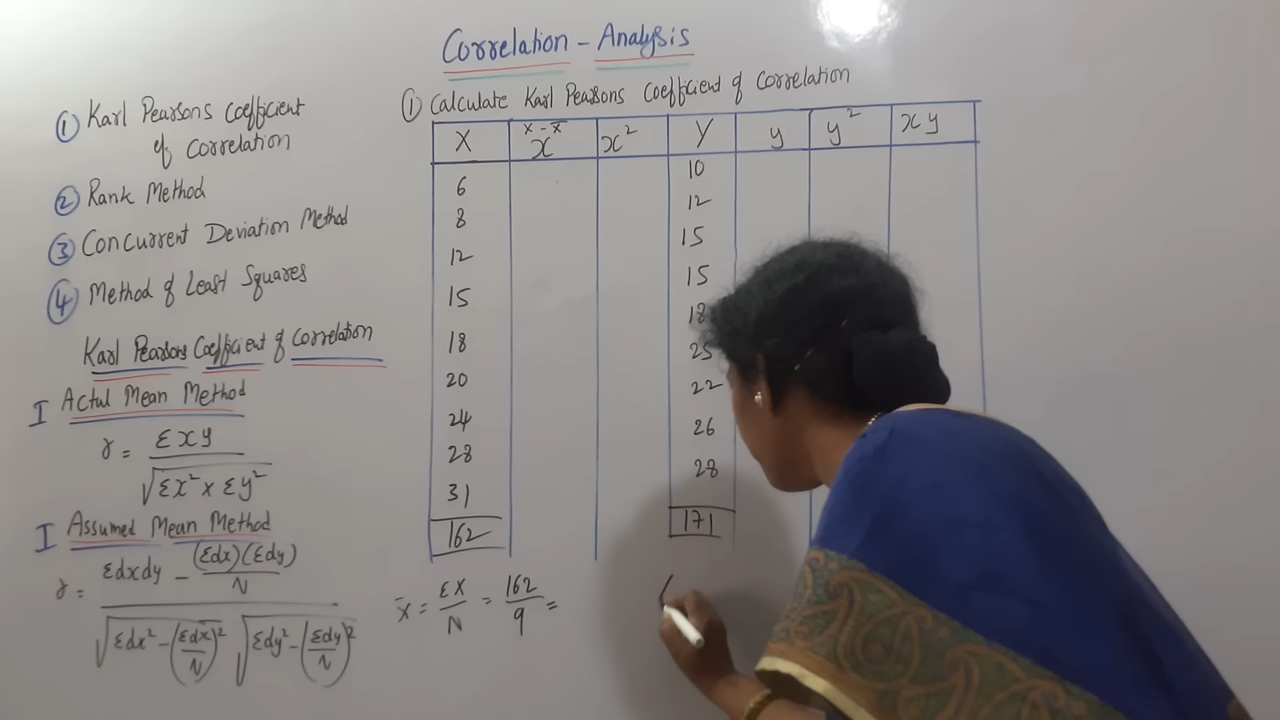 Correlation - Analysis
① Karl Pearsons Coefficient
of correlation
② Rank Method
③ Concurrent Deviation Method
④ Method of Least Squares
Karl Pearsons Coefficient of Correlation
I Actul Mean Method
r = Σxy / √Σx² x Σy²
I Assumed Mean Method
r = Σdxdy - (Σdx)(Σdy)/N / √Σdx² - (Σdx/N)² √Σdy² - (Σdy/N)²
① Calculate Karl Pearsons Coefficient of Correlation
X x - x̄ x x² Y y y² xy
6 10
8 12
12 15
15 15
18 18
20 25
24 22
28 26
31 28
162 171
x̄ = ΣX/N = 162/9 =